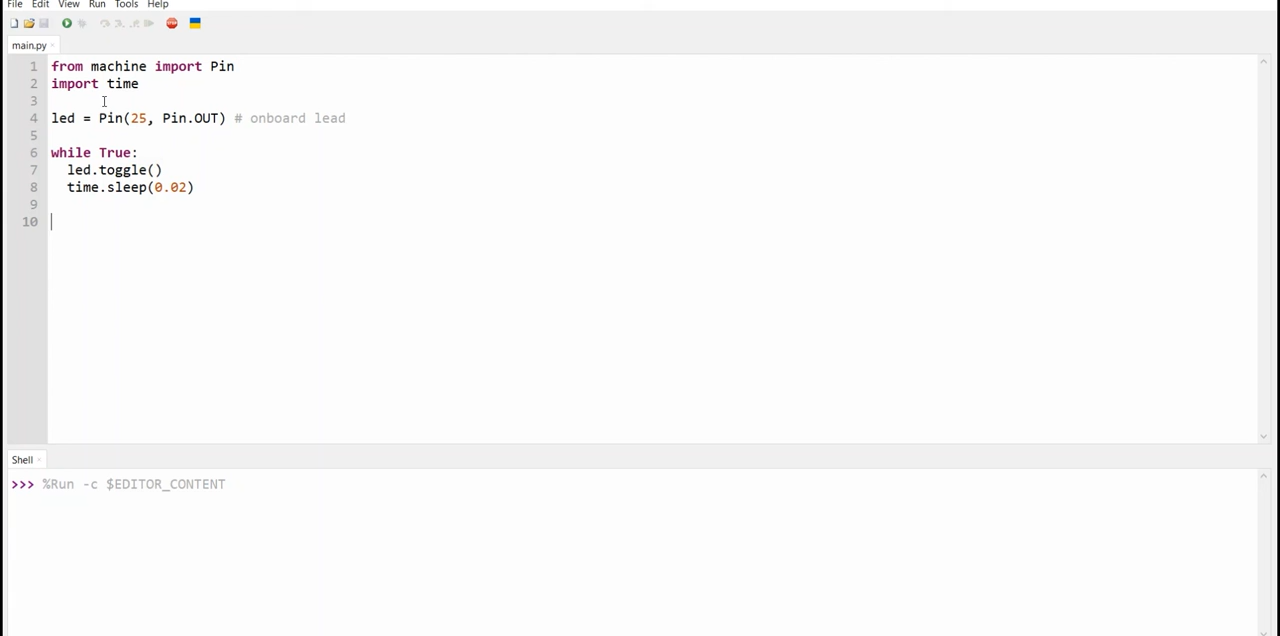 File Edit View Run Tools Help
STOP
main.py ×
1 from machine import Pin
2 import time
3
4 led = Pin(25, Pin.OUT) # onboard lead
5
6 while True:
7   led.toggle()
8   time.sleep(0.02)
9
10
Shell ×
>>> %Run -c $EDITOR_CONTENT